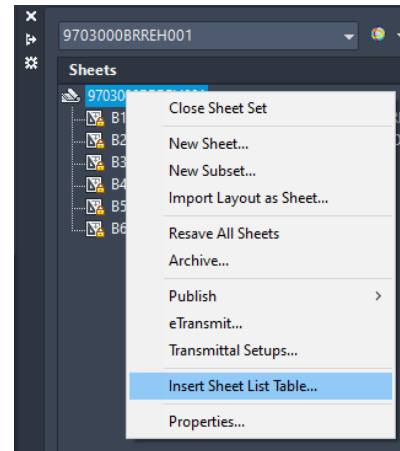 9703000BRREH001
Sheets
B1
B2
B3
B4
B5
B6
Close Sheet Set
New Sheet...
New Subset...
Import Layout as Sheet...
Resave All Sheets
Archive...
Publish
eTransmit...
Transmittal Setups...
Insert Sheet List Table...
Properties...